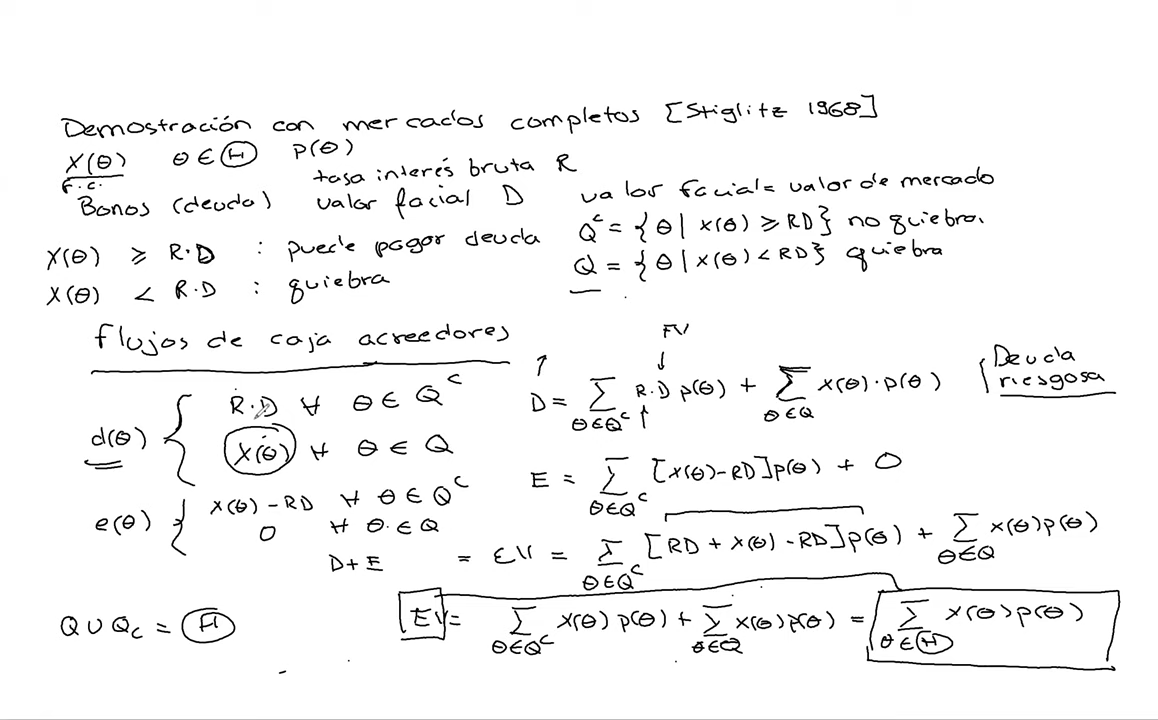 Demostración con mercados completos [Stiglitz 1968]
X(θ) θ ∈ Ⓗ p(θ)
f.c.
tasa interés bruta R
Bonos (deuda) valor facial D valor facial = valor de mercado
X(θ) ≥ R·D : puede pagar deuda
Q^c = {θ | x(θ) ≥ RD} no quiebra.
X(θ) < R·D : quiebra
Q = {θ | x(θ) < RD} quiebra
flujos de caja acreedores
d(θ) { R·D ∀ θ ∈ Q^c
X(θ) ∀ θ ∈ Q
FV
↑ ↓
D = Σ_{θ∈Q^c} R·D p(θ) + Σ_{θ∈Q} x(θ)·p(θ)
Deuda
riesgosa
e(θ) { x(θ) - RD ∀ θ ∈ Q^c
0 ∀ θ ∈ Q
E = Σ_{θ∈Q^c} [x(θ)-RD]p(θ) + 0
D+E = EV = Σ_{θ∈Q^c} [RD + x(θ) - RD]p(θ) + Σ_{θ∈Q} x(θ)p(θ)
Q ∪ Q_c = Ⓗ
EV = Σ_{θ∈Q^c} x(θ) p(θ) + Σ_{θ∈Q} x(θ)p(θ) = Σ_{θ∈Ⓗ} x(θ)p(θ)